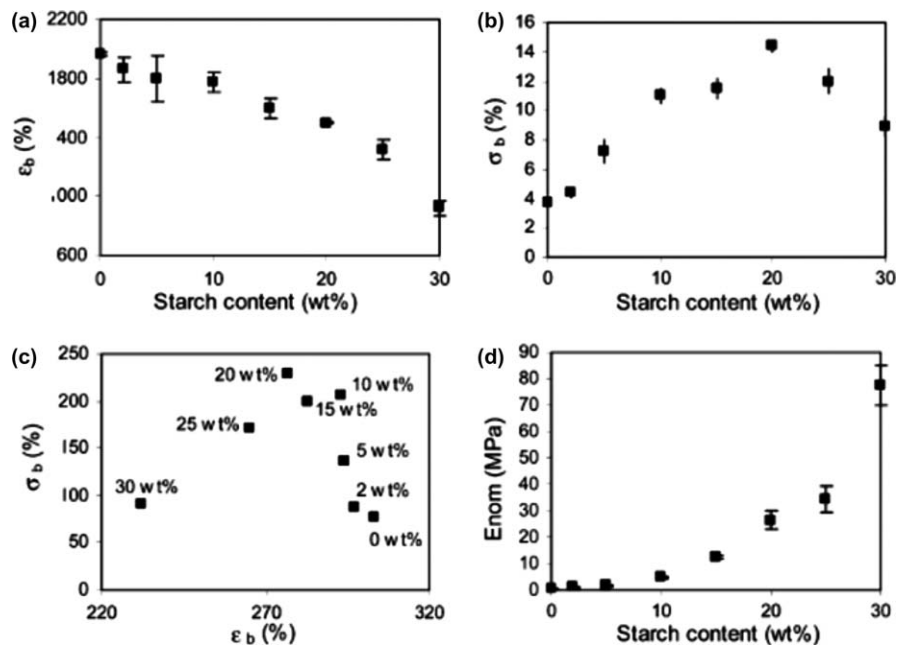 (a)
2200
1800
400
:000
600
εb (%)
0 10 20 30
Starch content (wt%)
(b)
16
14
12
10
8
6
4
2
0
σ b (%)
0 10 20 30
Starch content (wt%)
(c)
250
200
150
100
50
0
σ b (%)
20 wt%
10 wt%
15 wt%
25 wt%
5 wt%
30 wt%
2 wt%
0 wt%
220 270 320
ε b (%)
(d)
90
80
70
60
50
40
30
20
10
0
Enom (MPa)
0 10 20 30
Starch content (wt%)